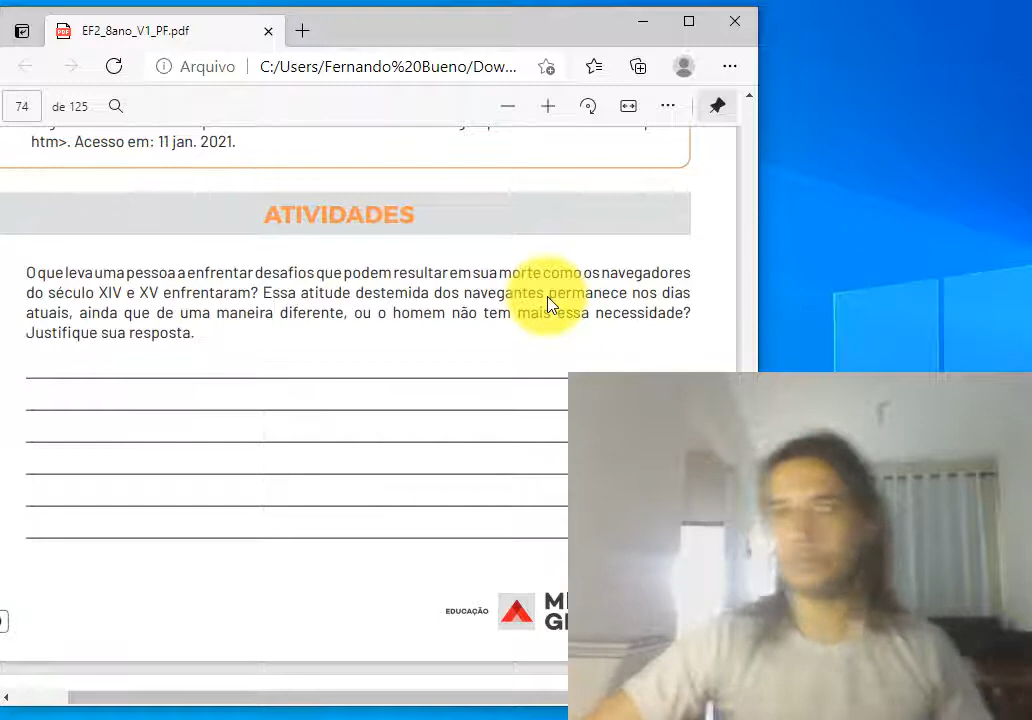 EF2_8ano_V1_PF.pdf
Arquivo
C:/Users/Fernando%20Bueno/Dow...
74 de 125
htm>. Acesso em: 11 jan. 2021.
ATIVIDADES
O que leva uma pessoa a enfrentar desafios que podem resultar em sua morte como os navegadores
do século XIV e XV enfrentaram? Essa atitude destemida dos navegantes permanece nos dias
atuais, ainda que de uma maneira diferente, ou o homem não tem mais essa necessidade?
Justifique sua resposta.
EDUCAÇÃO